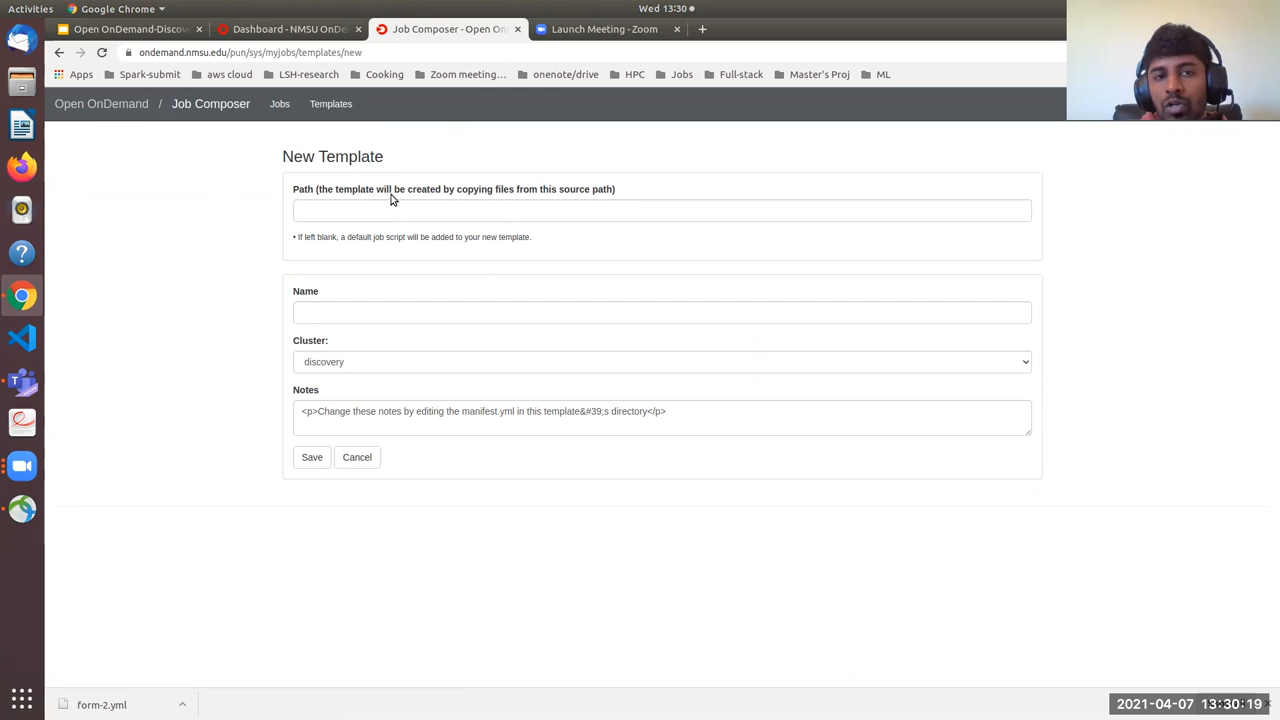 Activities
Google Chrome
Wed 13:30
Open OnDemand-Discov
Dashboard - NMSU OnDe
Job Composer - Open On
Launch Meeting - Zoom
ondemand.nmsu.edu/pun/sys/myjobs/templates/new
Apps
Spark-submit
aws cloud
LSH-research
Cooking
Zoom meeting…
onenote/drive
HPC
Jobs
Full-stack
Master's Proj
ML
Open OnDemand / Job Composer Jobs Templates
New Template
Path (the template will be created by copying files from this source path)
• If left blank, a default job script will be added to your new template.
Name
Cluster:
discovery
Notes
<p>Change these notes by editing the manifest.yml in this template&#39;s directory</p>
Save
Cancel
form-2.yml
2021-04-07 13:30:19